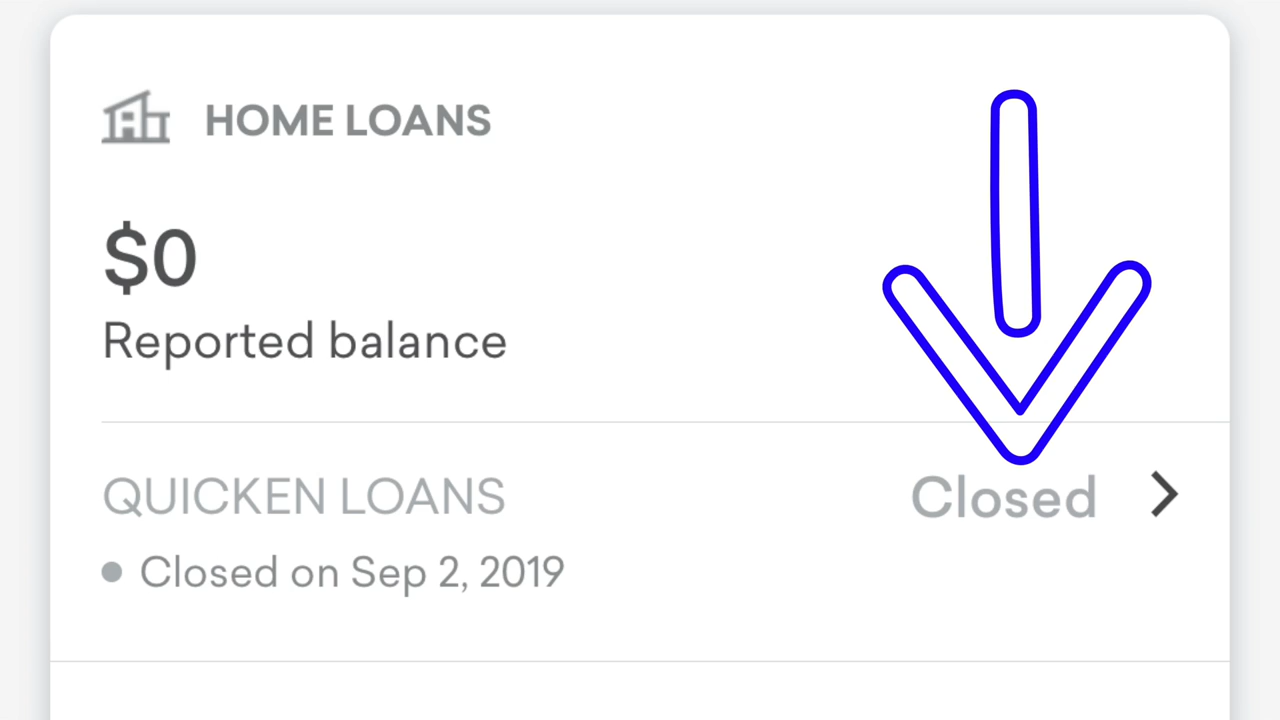 HOME LOANS
$0
Reported balance
QUICKEN LOANS Closed
Closed on Sep 2, 2019